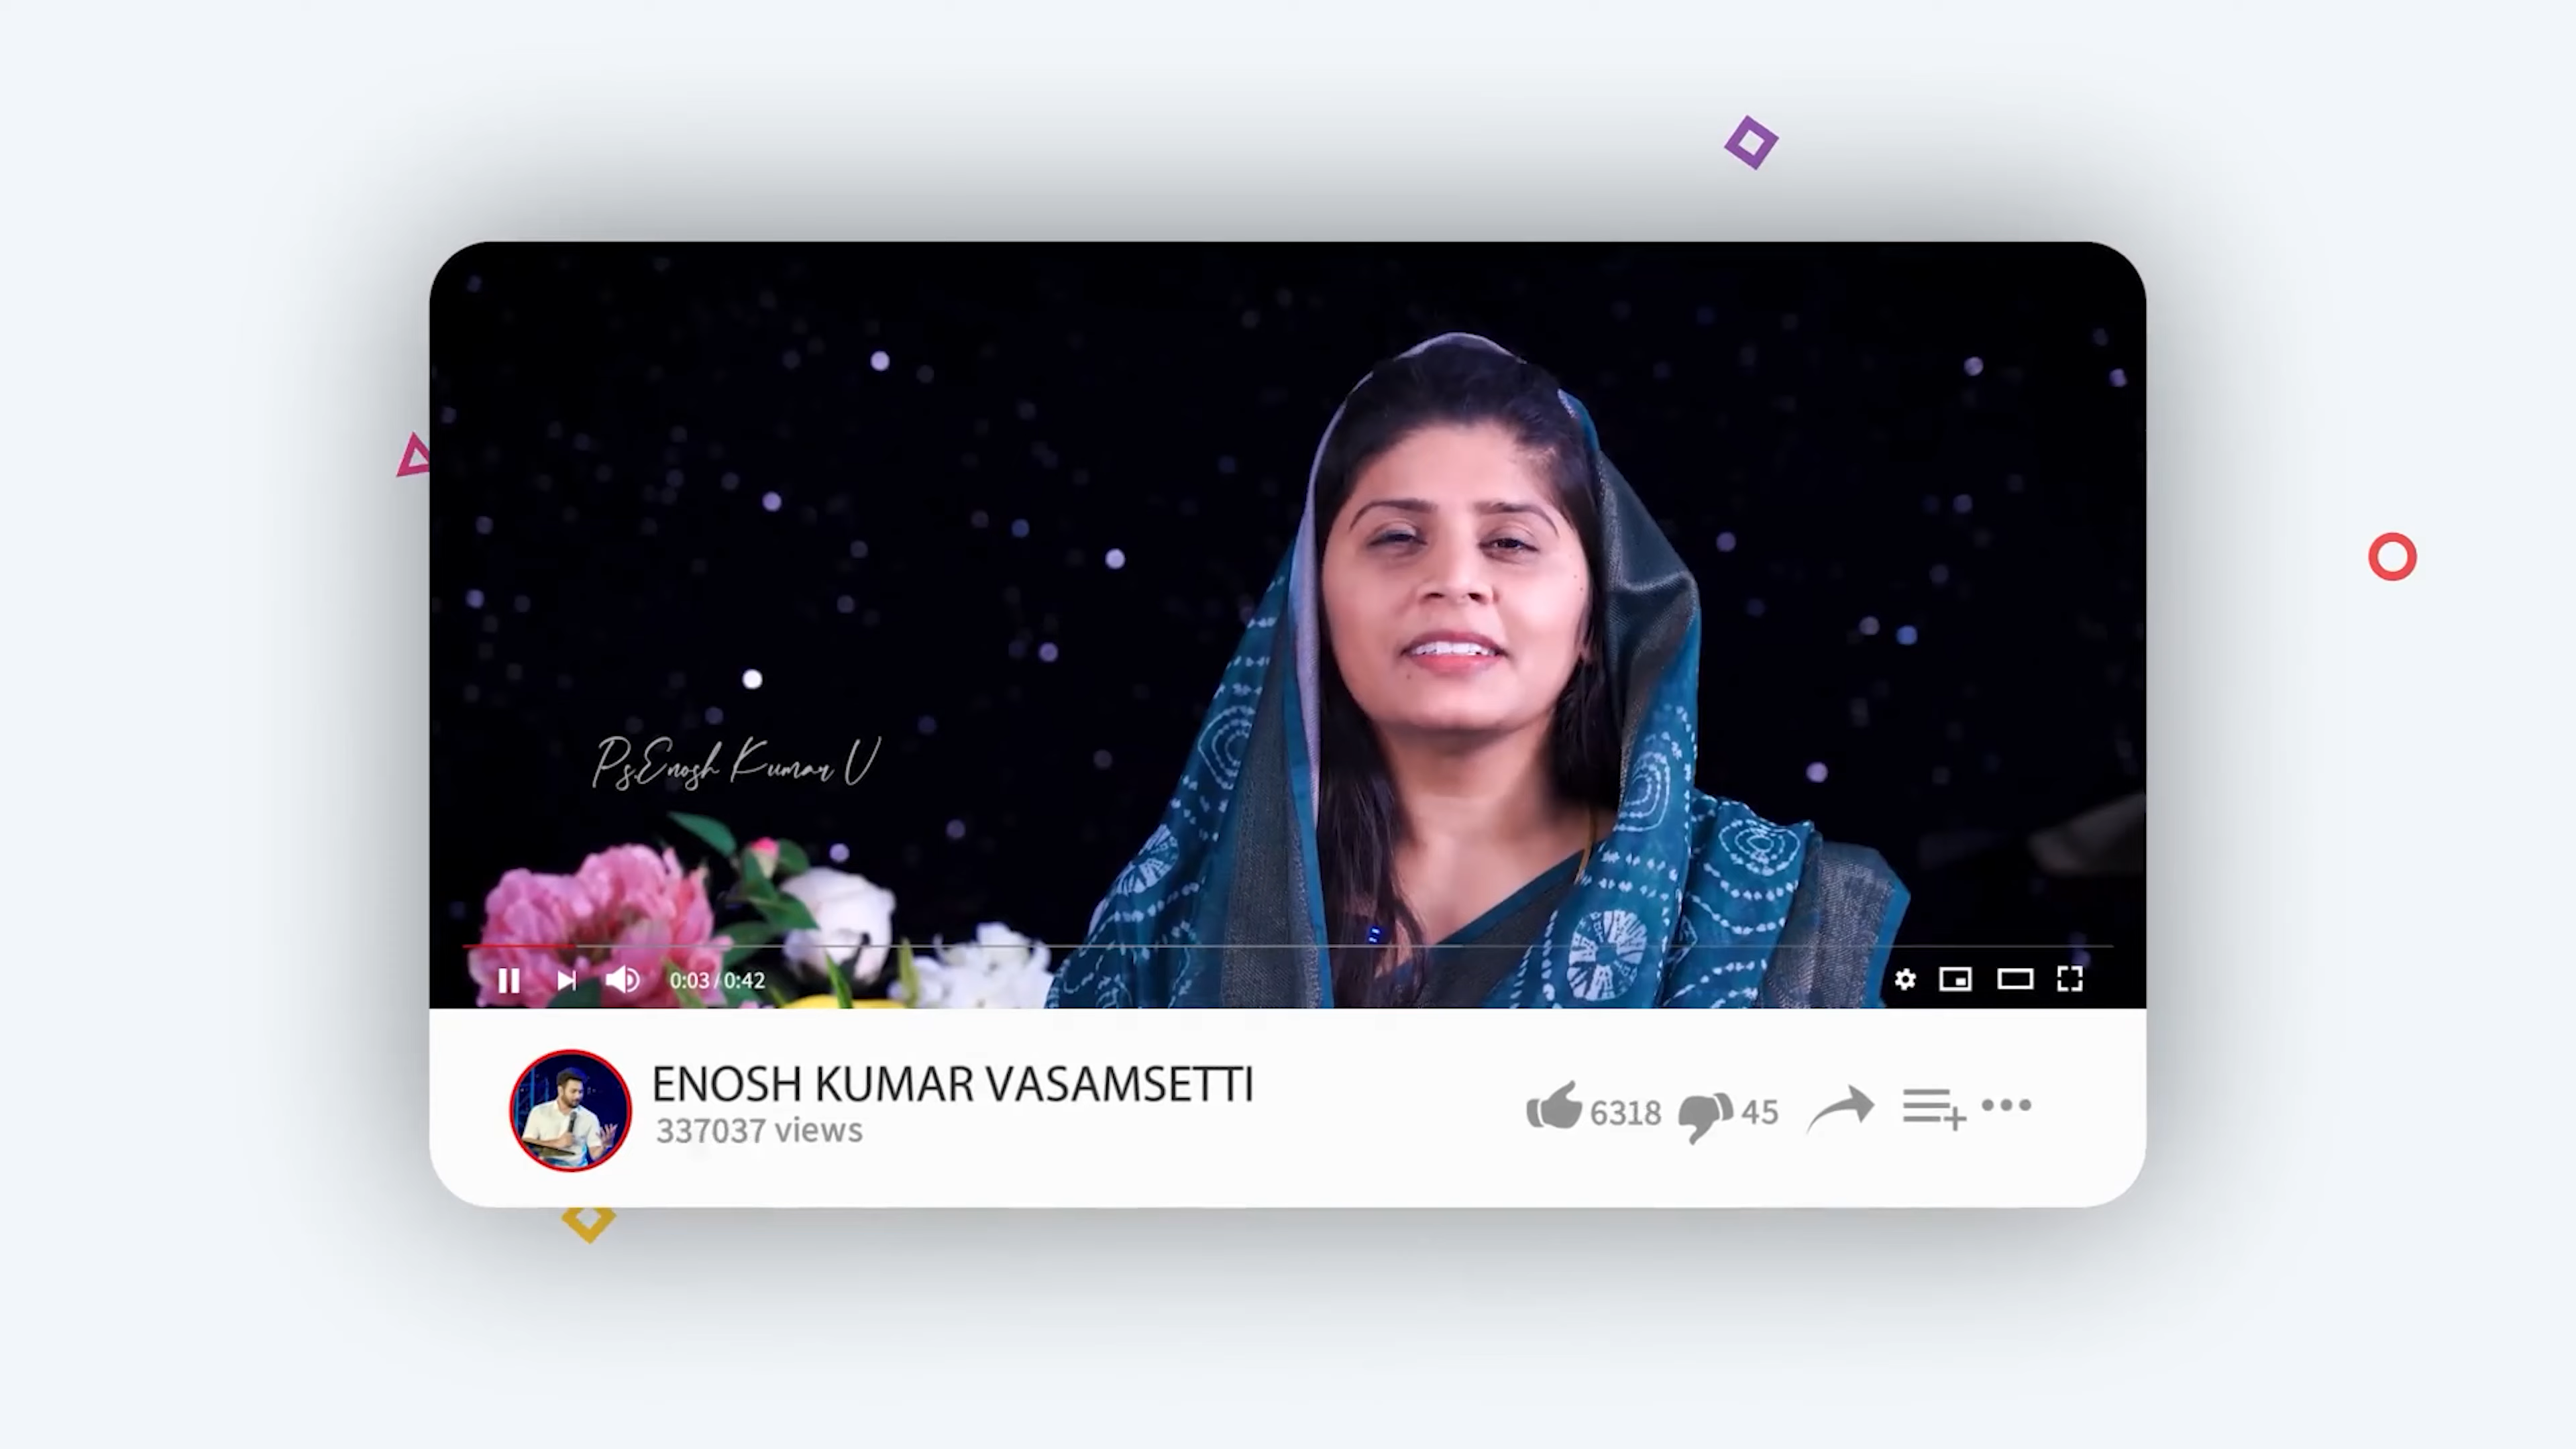 Ps.Enosh Kumar V
0:03 / 0:42
ENOSH KUMAR VASAMSETTI
337037 views
6318
45